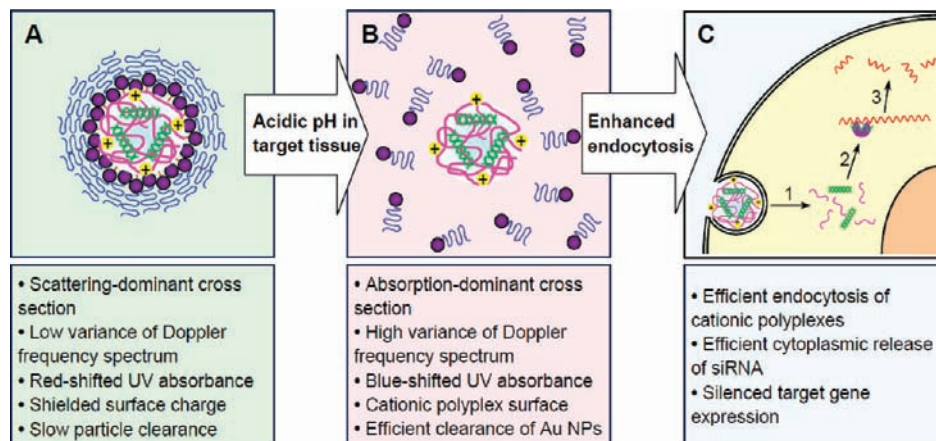 A
B
C
Acidic pH in
target tissue
Enhanced
endocytosis
1
2
3
+
+
+
+
+
+
+
+
• Scattering-dominant cross
section
• Low variance of Doppler
frequency spectrum
• Red-shifted UV absorbance
• Shielded surface charge
• Slow particle clearance
• Absorption-dominant cross
section
• High variance of Doppler
frequency spectrum
• Blue-shifted UV absorbance
• Cationic polyplex surface
• Efficient clearance of Au NPs
• Efficient endocytosis of
cationic polyplexes
• Efficient cytoplasmic release
of siRNA
• Silenced target gene
expression